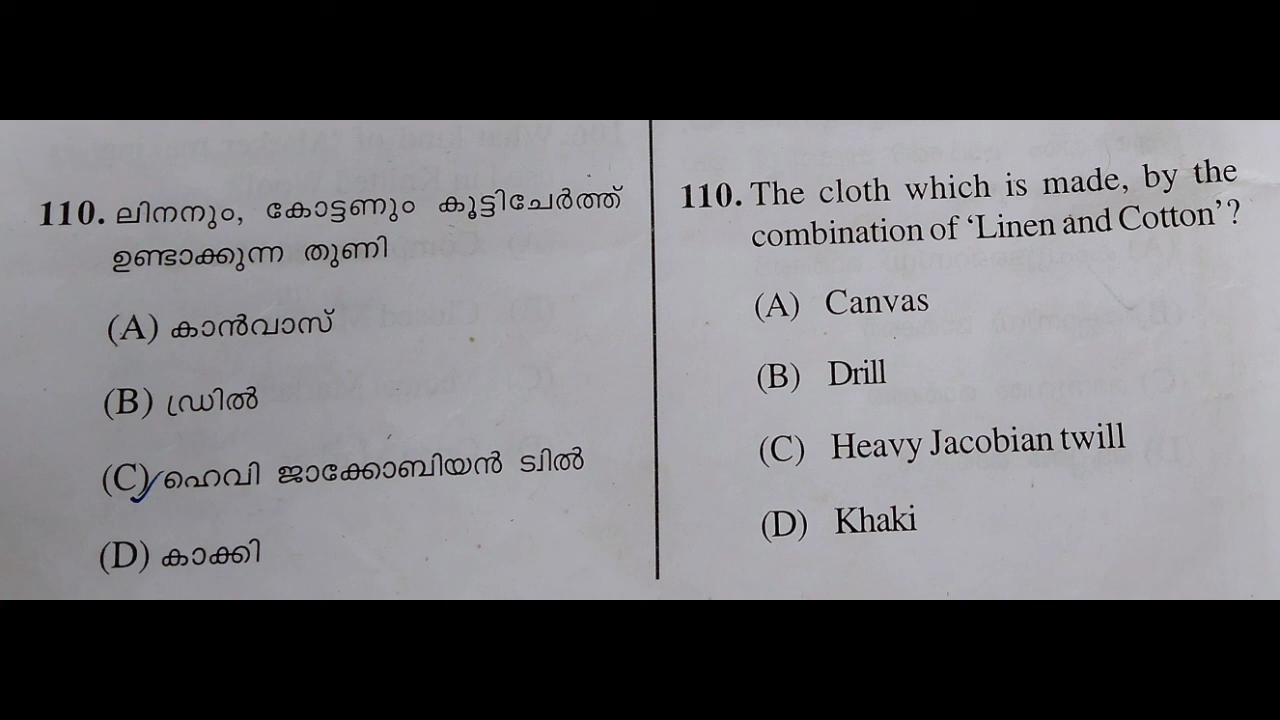 110. ലിനനും, കോട്ടണും കൂട്ടിചേർത്ത്
ഉണ്ടാക്കുന്ന തുണി
(A) കാൻവാസ്
(B) ഡ്രിൽ
(C) ഹെവി ജാക്കോബിയൻ ട്വിൽ
(D) കാക്കി
110. The cloth which is made, by the
combination of ‘Linen and Cotton’?
(A) Canvas
(B) Drill
(C) Heavy Jacobian twill
(D) Khaki